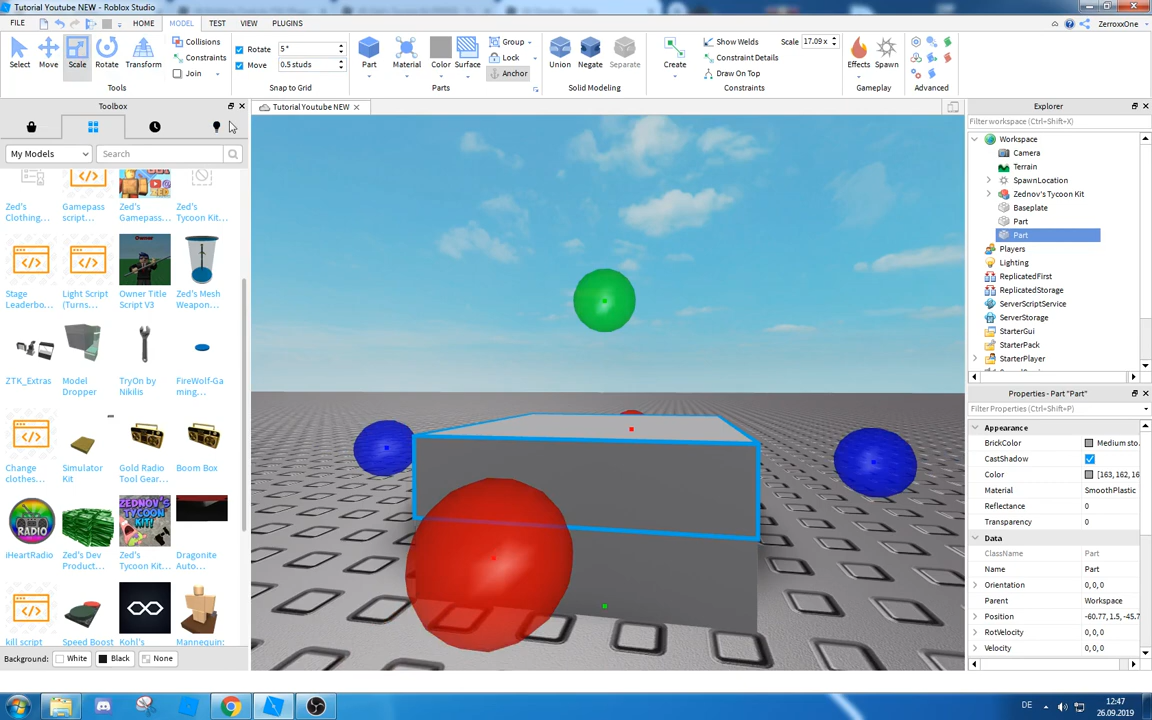 Tutorial Youtube NEW - Roblox Studio
FILE HOME MODEL TEST VIEW PLUGINS ZerroxxOne
Select Move Scale Rotate Transform
Collisions
Constraints
Join
Tools
Rotate 5°
Move 0.5 studs
Snap to Grid
Part Material Color Surface
Group
Lock
Anchor
Parts
Union Negate Separate
Solid Modeling
Create
Show Welds
Constraint Details
Draw On Top
Scale 17.09 x
Constraints
Effects Spawn
Gameplay
Advanced
Toolbox
Tutorial Youtube NEW
My Models Search
Zed's Clothing...
Gamepass script...
Zed's Gamepass...
Zed's Tycoon Kit...
Stage Leaderbo...
Light Script (Turns...
Owner Title Script V3
Zed's Mesh Weapon...
ZTK_Extras
Model Dropper
TryOn by Nikilis
FireWolf-Ga ming...
Change clothes...
Simulator Kit
Gold Radio Tool Gear...
Boom Box
iHeartRadio
Zed's Dev Product...
ZEDNOV'S TYCOON KIT!
Zed's Tycoon Kit...
Dragonite Auto...
kill script
Speed Boost
Kohl's
Mannequin:
Background: White Black None
Explorer
Filter workspace (Ctrl+Shift+X)
Workspace
Camera
Terrain
SpawnLocation
Zednov's Tycoon Kit
Baseplate
Part
Part
Players
Lighting
ReplicatedFirst
ReplicatedStorage
ServerScriptService
ServerStorage
StarterGui
StarterPack
StarterPlayer
Properties - Part "Part"
Filter Properties (Ctrl+Shift+P)
Appearance
BrickColor Medium sto...
CastShadow
Color [163, 162, 16
Material SmoothPlastic
Reflectance 0
Transparency 0
Data
ClassName Part
Name Part
Orientation 0, 0, 0
Parent Workspace
Position -60.77, 1.5, -45.7
RotVelocity 0, 0, 0
Velocity 0, 0, 0
DE
12:47
26.09.2019